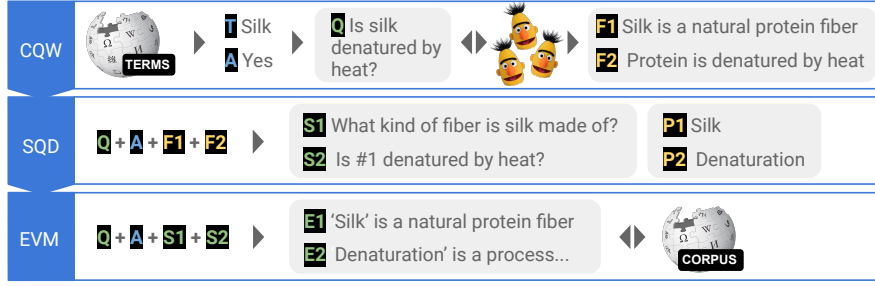 CQW
TERMS
T Silk
A Yes
Q Is silk
denatured by
heat?
F1 Silk is a natural protein fiber
F2 Protein is denatured by heat
SQD
Q + A + F1 + F2
S1 What kind of fiber is silk made of?
S2 Is #1 denatured by heat?
P1 Silk
P2 Denaturation
EVM
Q + A + S1 + S2
E1 ‘Silk’ is a natural protein fiber
E2 Denaturation’ is a process...
CORPUS